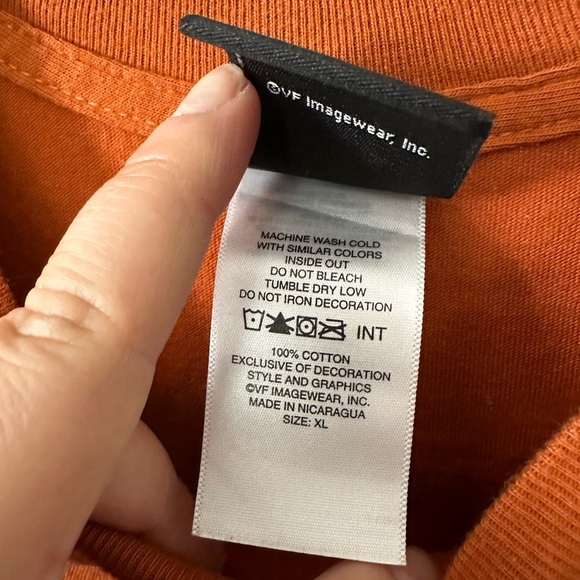 ©VF Imagewear, Inc.
MACHINE WASH COLD
WITH SIMILAR COLORS
INSIDE OUT
DO NOT BLEACH
TUMBLE DRY LOW
DO NOT IRON DECORATION
INT
100% COTTON
EXCLUSIVE OF DECORATION
STYLE AND GRAPHICS
©VF IMAGEWEAR, INC.
MADE IN NICARAGUA
SIZE: XL